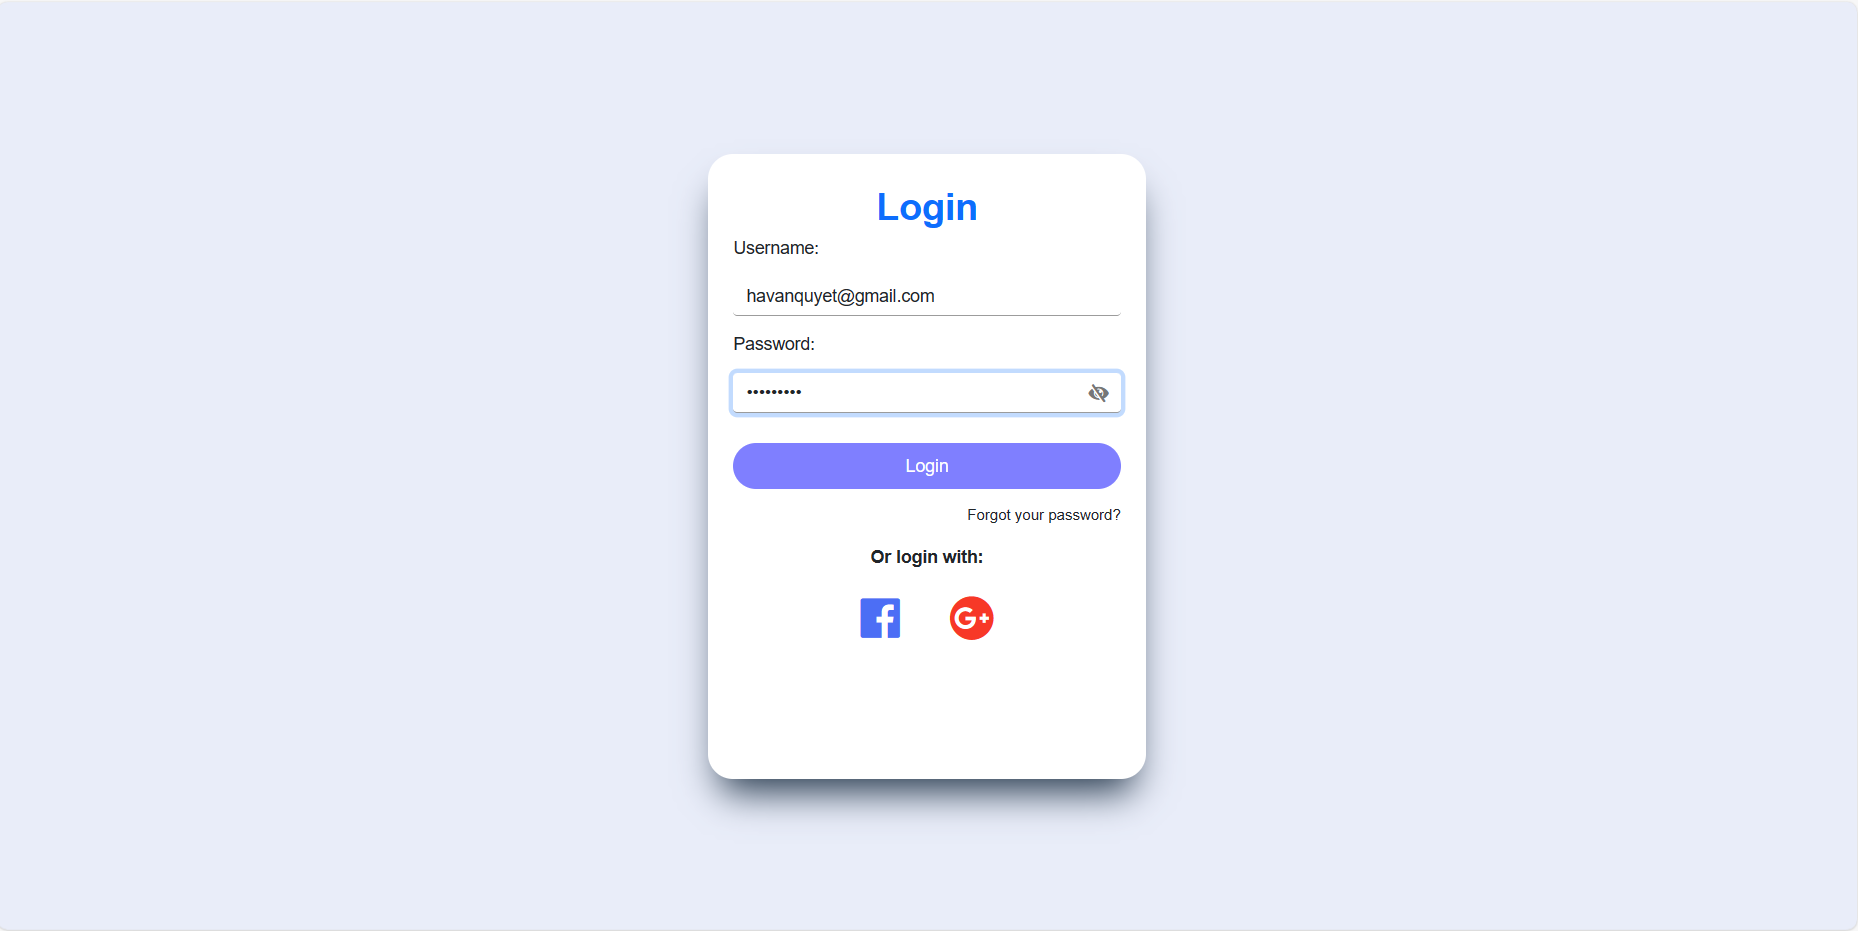 Login
Username:
havanquyet@gmail.com
Password:
•••••••••
Login
Forgot your password?
Or login with:
G+